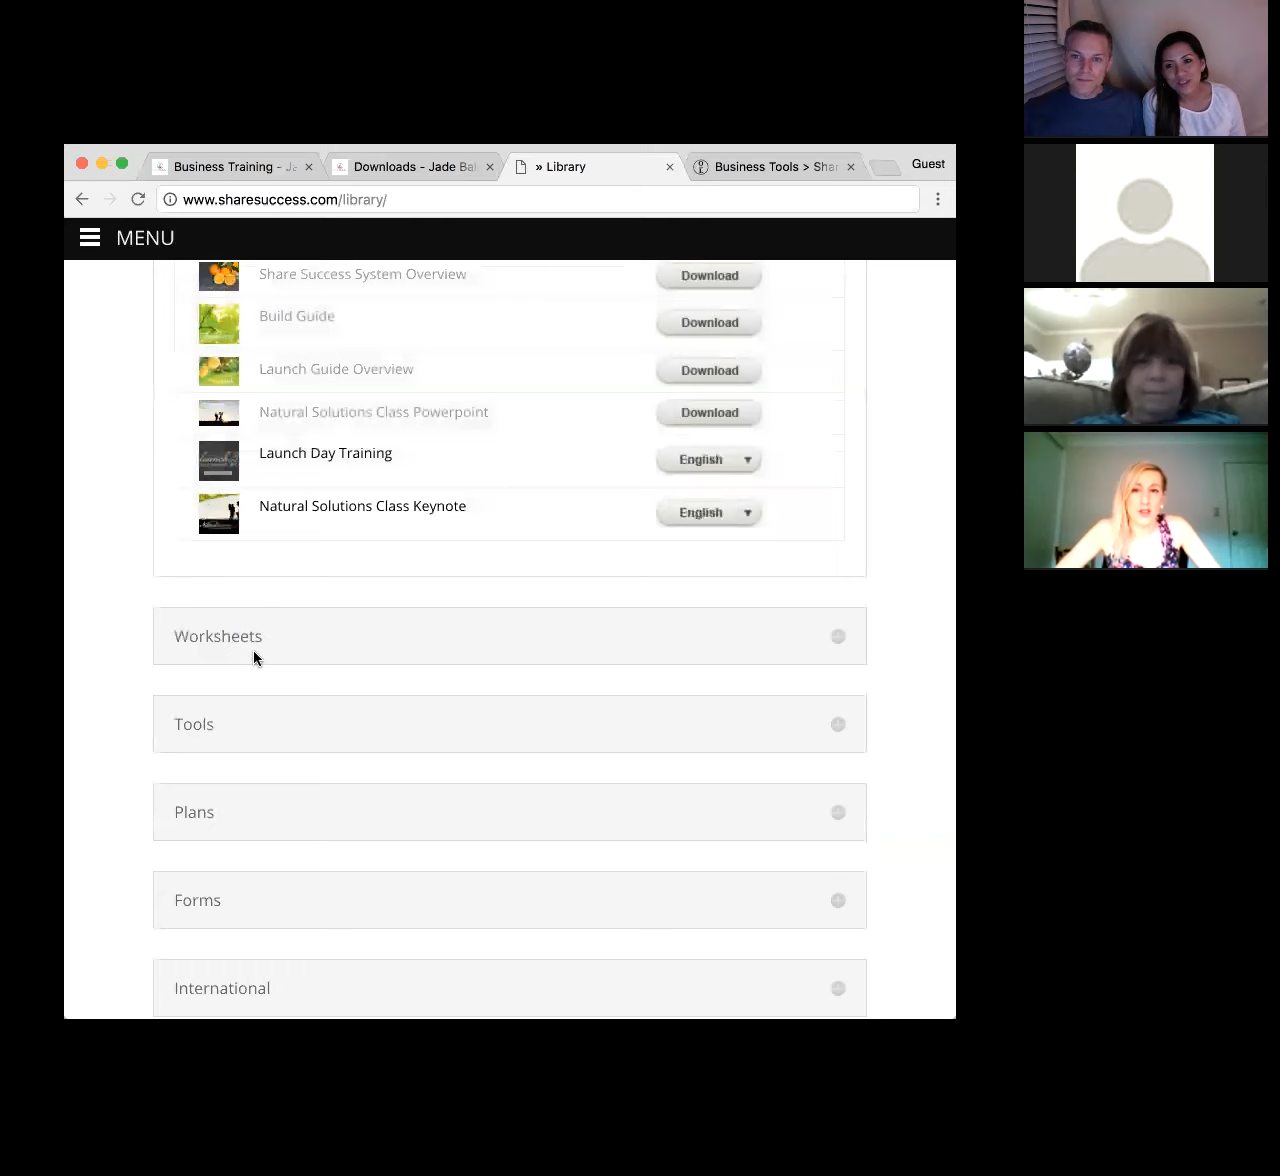 Business Training - Ja
Downloads - Jade Bal
» Library
Business Tools > Shar
Guest
www.sharesuccess.com/library/
MENU
Share Success System Overview
Download
Build Guide
Download
Launch Guide Overview
Download
Natural Solutions Class Powerpoint
Download
Launch Day Training
English
Natural Solutions Class Keynote
English
Worksheets
Tools
Plans
Forms
International